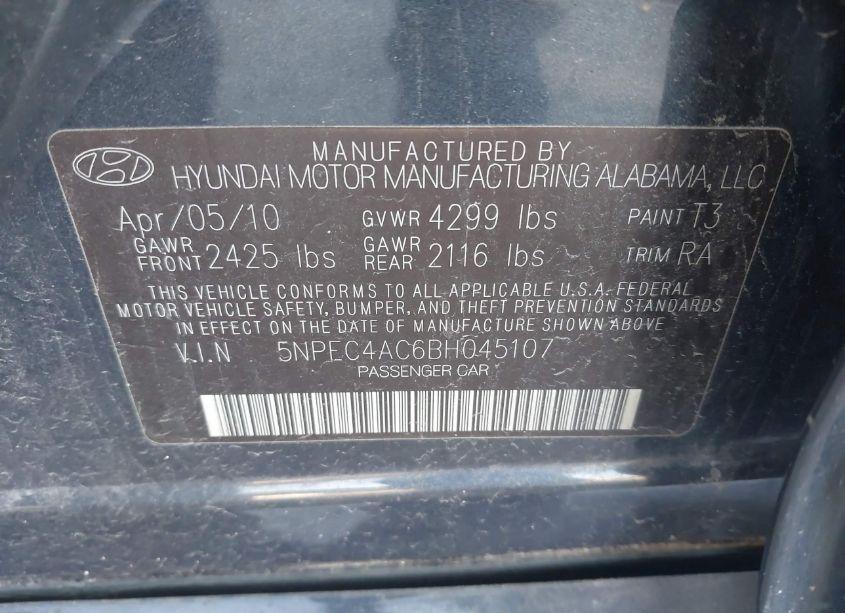 MANUFACTURED BY
HYUNDAI MOTOR MANUFACTURING ALABAMA, LLC
Apr/05/10 GVWR 4299 lbs PAINT T3
GAWR FRONT 2425 lbs GAWR REAR 2116 lbs TRIM RA
THIS VEHICLE CONFORMS TO ALL APPLICABLE U.S.A. FEDERAL
MOTOR VEHICLE SAFETY, BUMPER, AND THEFT PREVENTION STANDARDS
IN EFFECT ON THE DATE OF MANUFACTURE SHOWN ABOVE
V.I.N 5NPEC4AC6BH045107
PASSENGER CAR